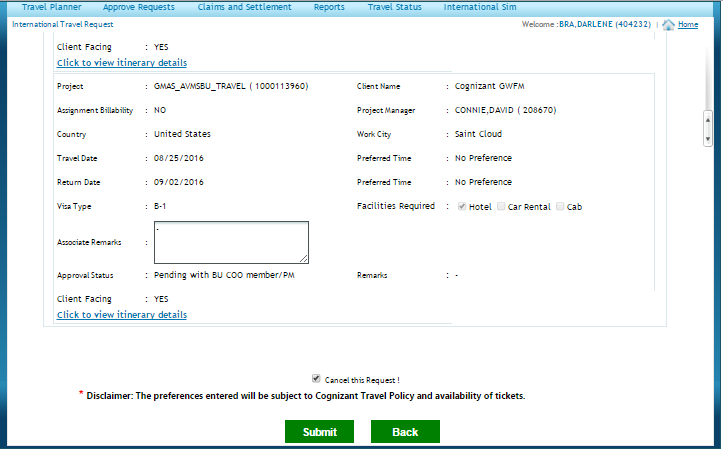 Travel Planner Approve Requests Claims and Settlement Reports Travel Status International Sim
International Travel Request Welcome :BRA,DARLENE (404232) | Home
Client Facing : YES
Click to view itinerary details
Project : GMAS_AVMSBU_TRAVEL ( 1000113960) Client Name : Cognizant GWFM
Assignment Billability : NO Project Manager : CONNIE,DAVID ( 208670)
Country : United States Work City : Saint Cloud
Travel Date : 08/25/2016 Preferred Time : No Preference
Return Date : 09/02/2016 Preferred Time : No Preference
Visa Type : B-1 Facilities Required : Hotel Car Rental Cab
Associate Remarks : .
Approval Status : Pending with BU COO member/PM Remarks : -
Client Facing : YES
Click to view itinerary details
Cancel this Request !
* Disclaimer: The preferences entered will be subject to Cognizant Travel Policy and availability of tickets.
Submit Back